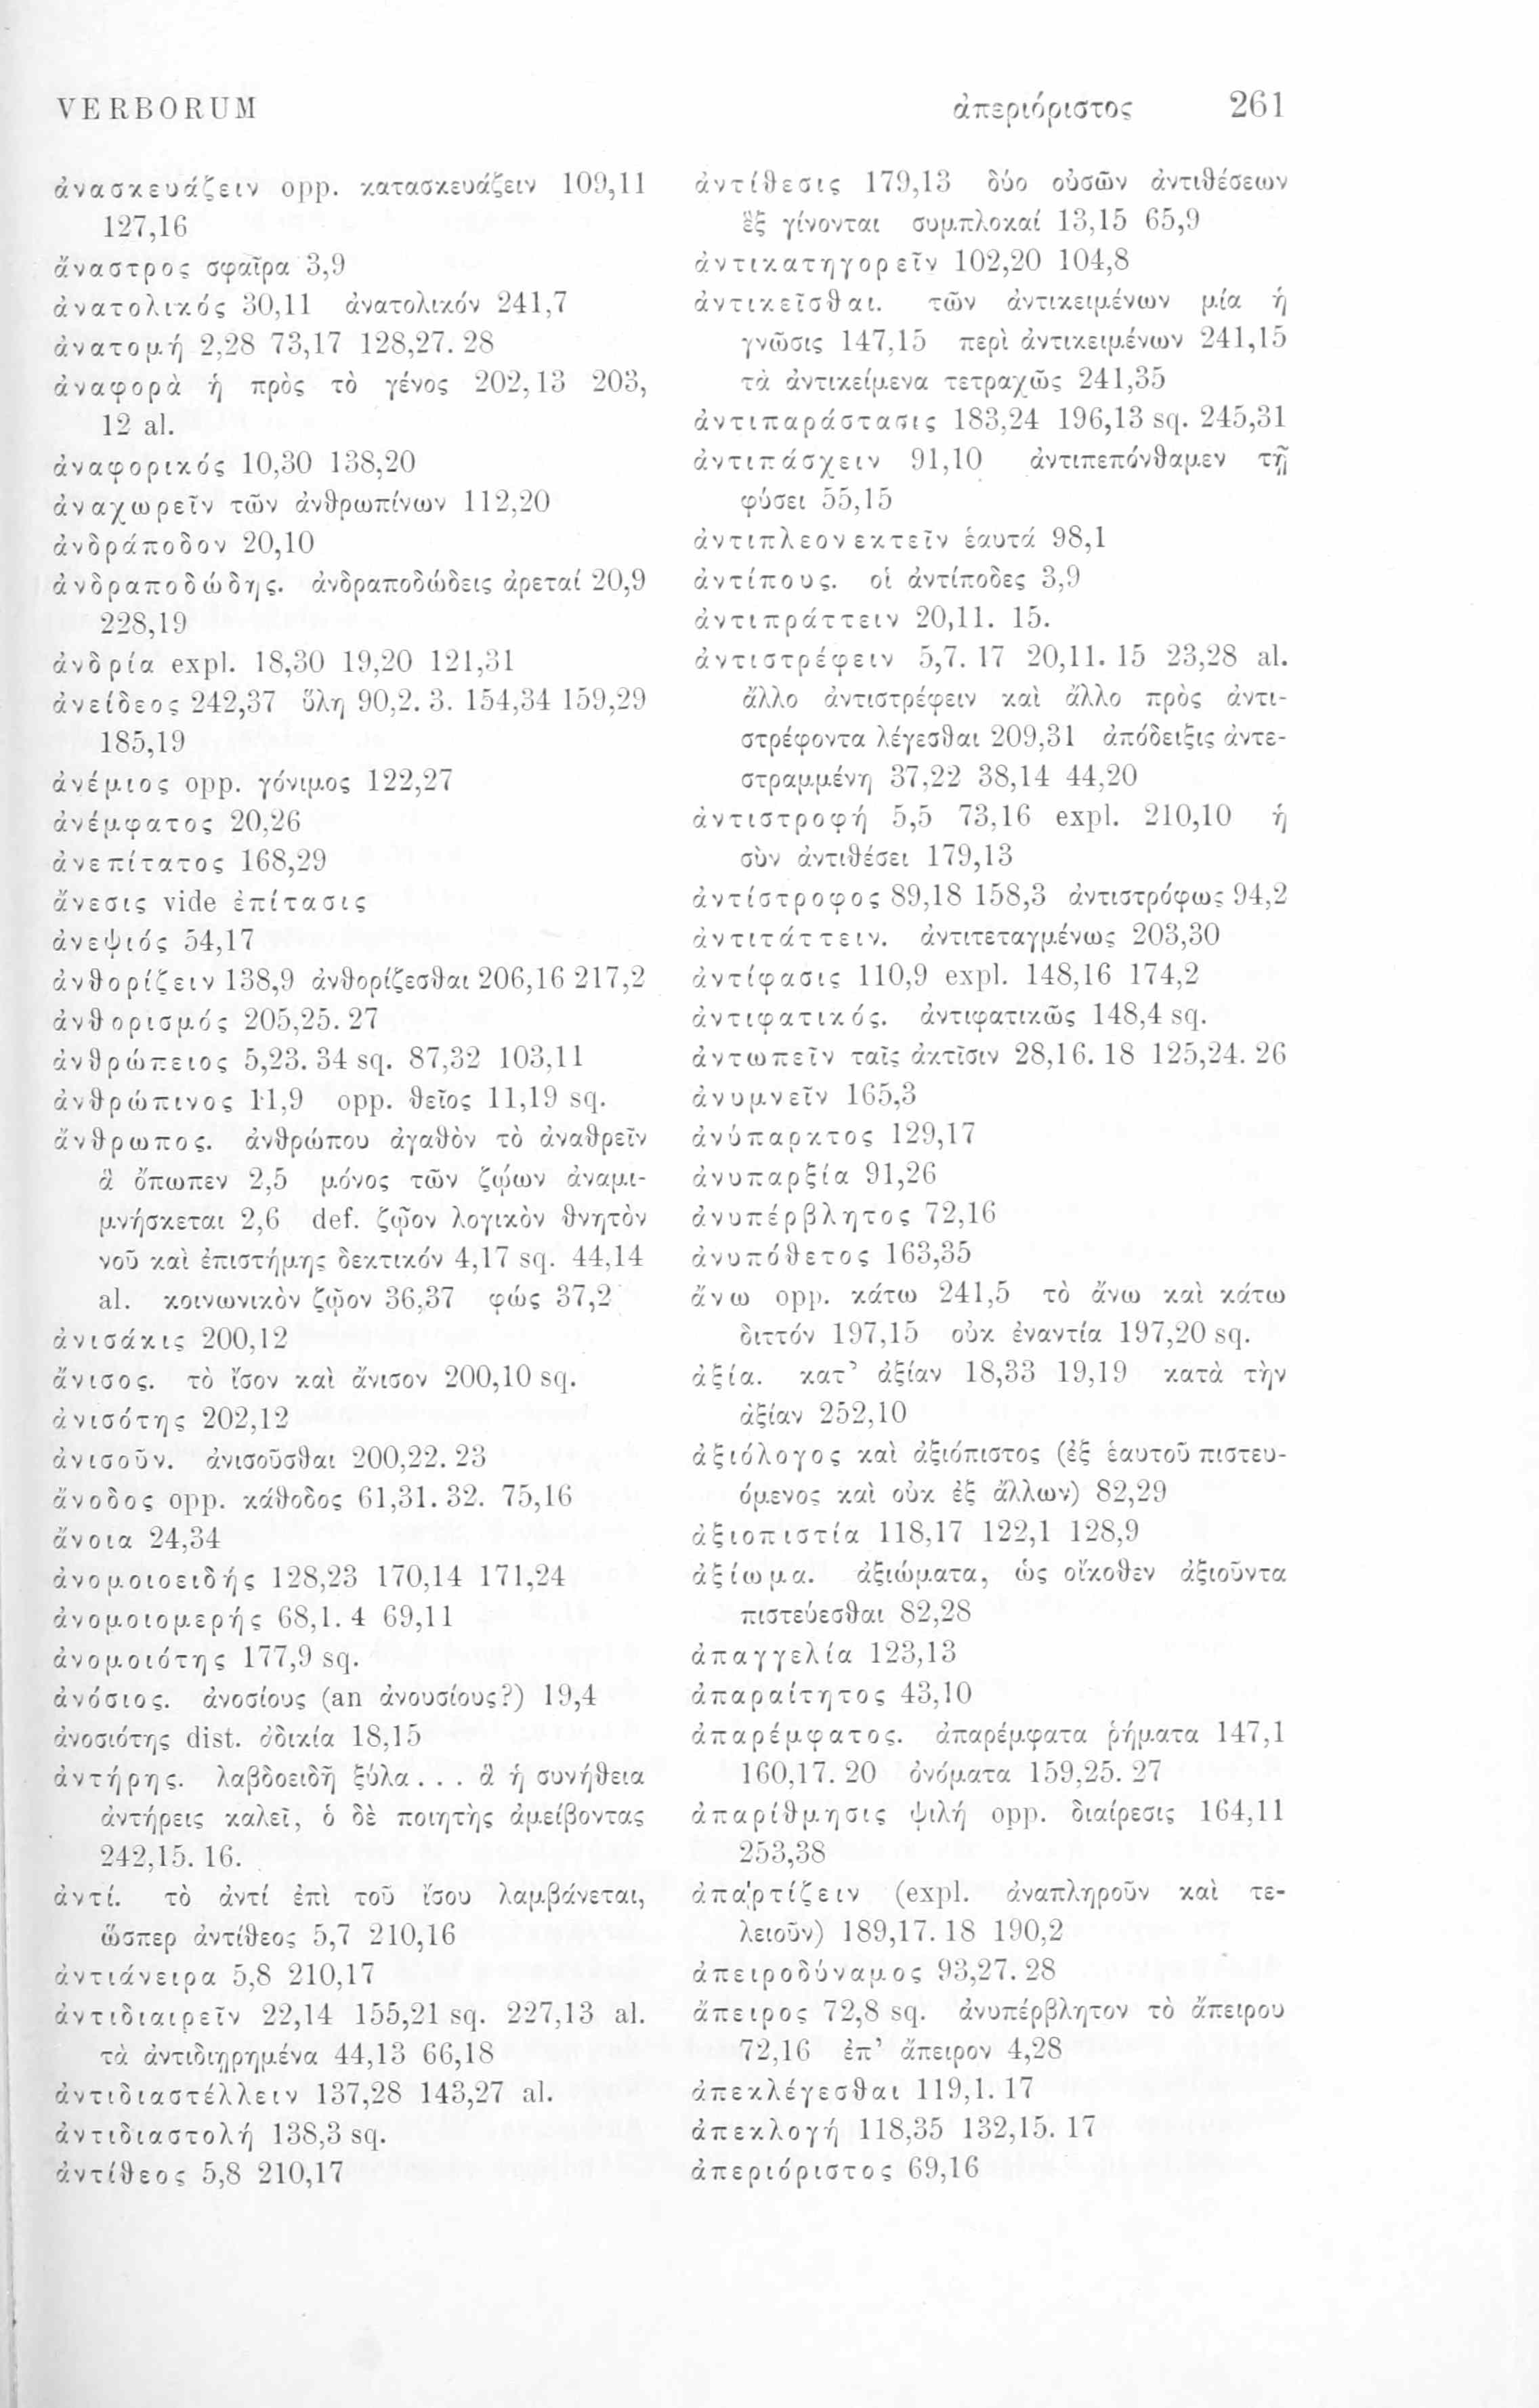 VERBORUM
ἀπεριόριστος 261
ἀνασκευάζειν opp. κατασκευάζειν 109,11
127,16
ἄναστρος σφαῖρα 3,9
ἀνατολικός 30,11 ἀνατολικόν 241,7
ἀνατομή 2,28 73,17 128,27. 28
ἀναφορὰ ἡ πρὸς τὸ γένος 202,13 203,
12 al.
ἀναφορικός 10,30 138,20
ἀναχωρεῖν τῶν ἀνθρωπίνων 112,20
ἀνδράποδον 20,10
ἀνδραποδώδης. ἀνδραποδώδεις ἀρεταί 20,9
228,19
ἀνδρία expl. 18,30 19,20 121,31
ἀνείδεος 242,37 ὕλη 90,2. 3. 154,34 159,29
185,19
ἀνέμιος opp. γόνιμος 122,27
ἀνέμφατος 20,26
ἀνεπίτατος 168,29
ἄνεσις vide ἐπίτασις
ἀνεψιός 54,17
ἀνθορίζειν 138,9 ἀνθορίζεσθαι 206,16 217,2
ἀνθορισμός 205,25. 27
ἀνθρώπειος 5,23. 34 sq. 87,32 103,11
ἀνθρώπινος 11,9 opp. θεῖος 11,19 sq.
ἄνθρωπος. ἀνθρώπου ἀγαθὸν τὸ ἀναθρεῖν
ἃ ὄπωπεν 2,5 μόνος τῶν ζῴων ἀναμι-
μνήσκεται 2,6 def. ζῷον λογικὸν θνητὸν
νοῦ καὶ ἐπιστήμης δεκτικόν 4,17 sq. 44,14
al. κοινωνικὸν ζῷον 36,37 φώς 37,2
ἀνισάκις 200,12
ἄνισος. τὸ ἴσον καὶ ἄνισον 200,10 sq.
ἀνισότης 202,12
ἀνισοῦν. ἀνισοῦσθαι 200,22. 23
ἄνοδος opp. κάθοδος 61,31. 32. 75,16
ἄνοια 24,34
ἀνομοιοειδής 128,23 170,14 171,24
ἀνομοιομερής 68,1. 4 69,11
ἀνομοιότης 177,9 sq.
ἀνόσιος. ἀνοσίους (an ἀνουσίους?) 19,4
ἀνοσιότης dist. ἀδικία 18,15
ἀντήρης. λαβδοειδῆ ξύλα . . . ἃ ἡ συνήθεια
ἀντήρεις καλεῖ, ὁ δὲ ποιητὴς ἀμείβοντας
242,15. 16.
ἀντί. τὸ ἀντί ἐπὶ τοῦ ἴσου λαμβάνεται,
ὥσπερ ἀντίθεος 5,7 210,16
ἀντιάνειρα 5,8 210,17
ἀντιδιαιρεῖν 22,14 155,21 sq. 227,13 al.
τὰ ἀντιδιῃρημένα 44,13 66,18
ἀντιδιαστέλλειν 137,28 143,27 al.
ἀντιδιαστολή 138,3 sq.
ἀντίθεος 5,8 210,17
ἀντίθεσις 179,13 δύο οὐσῶν ἀντιθέσεων
ἓξ γίνονται συμπλοκαί 13,15 65,9
ἀντικατηγορεῖν 102,20 104,8
ἀντικεῖσθαι. τῶν ἀντικειμένων μία ἡ
γνῶσις 147,15 περὶ ἀντικειμένων 241,15
τὰ ἀντικείμενα τετραχῶς 241,35
ἀντιπαράστασις 183,24 196,13 sq. 245,31
ἀντιπάσχειν 91,10 ἀντιπεπόνθαμεν τῇ
φύσει 55,15
ἀντιπλεονεκτεῖν ἑαυτά 98,1
ἀντίπους. οἱ ἀντίποδες 3,9
ἀντιπράττειν 20,11. 15.
ἀντιστρέφειν 5,7. 17 20,11. 15 23,28 al.
ἄλλο ἀντιστρέφειν καὶ ἄλλο πρὸς ἀντι-
στρέφοντα λέγεσθαι 209,31 ἀπόδειξις ἀντε-
στραμμένη 37,22 38,14 44,20
ἀντιστροφή 5,5 73,16 expl. 210,10 ἡ
σὺν ἀντιθέσει 179,13
ἀντίστροφος 89,18 158,3 ἀντιστρόφως 94,2
ἀντιτάττειν. ἀντιτεταγμένως 203,30
ἀντίφασις 110,9 expl. 148,16 174,2
ἀντιφατικός. ἀντιφατικῶς 148,4 sq.
ἀντωπεῖν ταῖς ἀκτῖσιν 28,16. 18 125,24. 26
ἀνυμνεῖν 165,3
ἀνύπαρκτος 129,17
ἀνυπαρξία 91,26
ἀνυπέρβλητος 72,16
ἀνυπόθετος 163,35
ἄνω opp. κάτω 241,5 τὸ ἄνω καὶ κάτω
διττόν 197,15 οὐκ ἐναντία 197,20 sq.
ἀξία. κατ’ ἀξίαν 18,33 19,19 κατὰ τὴν
ἀξίαν 252,10
ἀξιόλογος καὶ ἀξιόπιστος (ἐξ ἑαυτοῦ πιστευ-
όμενος καὶ οὐκ ἐξ ἄλλων) 82,29
ἀξιοπιστία 118,17 122,1 128,9
ἀξίωμα. ἀξιώματα, ὡς οἴκοθεν ἀξιοῦντα
πιστεύεσθαι 82,28
ἀπαγγελία 123,13
ἀπαραίτητος 43,10
ἀπαρέμφατος. ἀπαρέμφατα ῥήματα 147,1
160,17. 20 ὀνόματα 159,25. 27
ἀπαρίθμησις ψιλή opp. διαίρεσις 164,11
253,38
ἀπαρτίζειν (expl. ἀναπληροῦν καὶ τε-
λειοῦν) 189,17. 18 190,2
ἀπειροδύναμος 93,27. 28
ἄπειρος 72,8 sq. ἀνυπέρβλητον τὸ ἄπειρου
72,16 ἐπ’ ἄπειρον 4,28
ἀπεκλέγεσθαι 119,1. 17
ἀπεκλογή 118,35 132,15. 17
ἀπεριόριστος 69,16